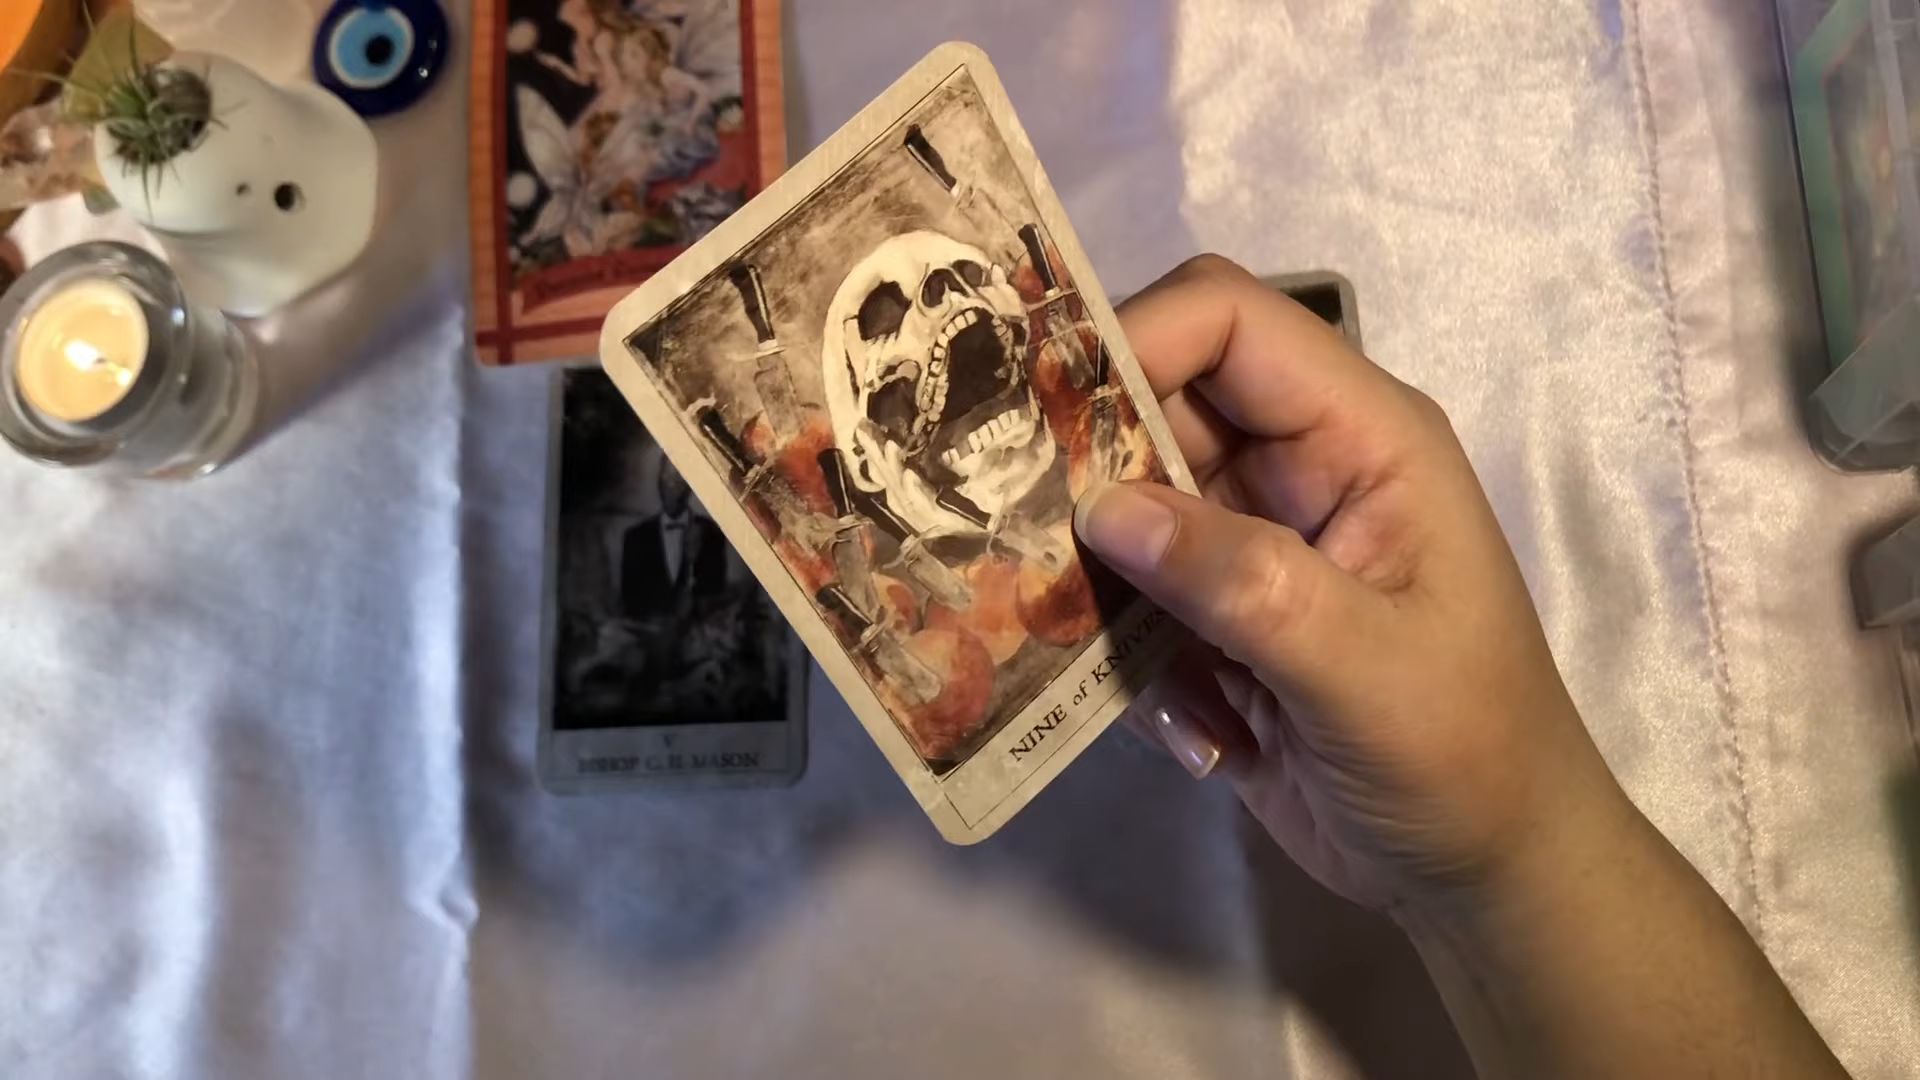 NINE of KNIVES
V
BISHOP G. H. MASON